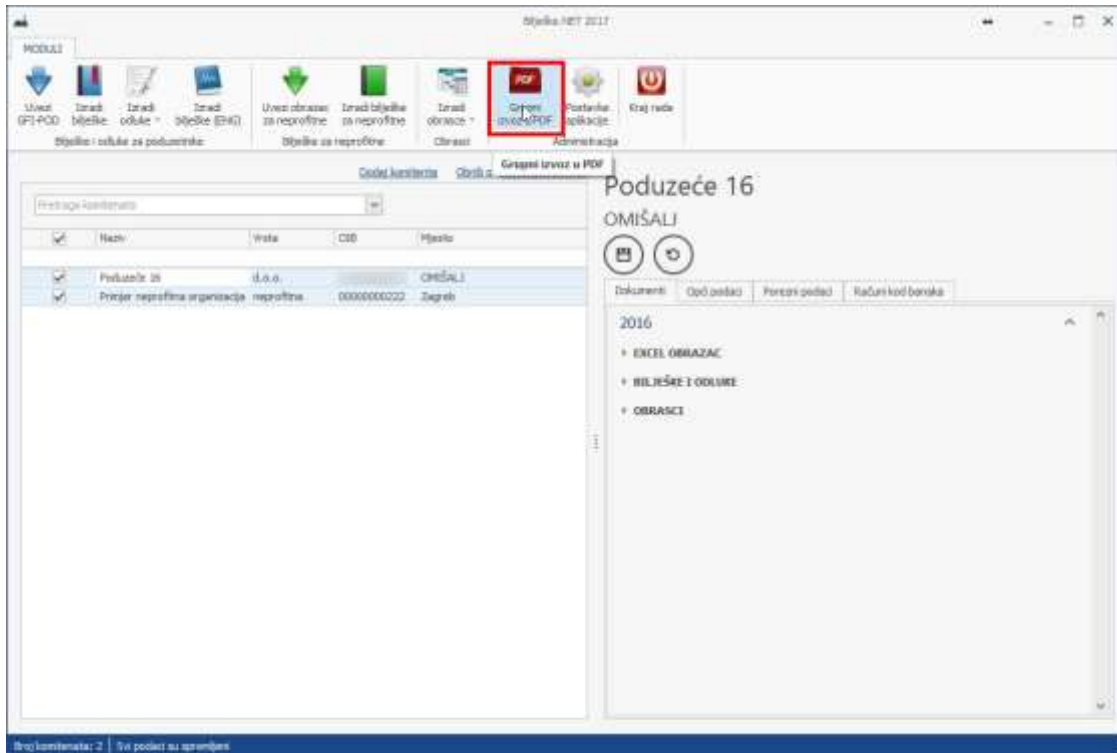 Bilješke.NET 2017
MODULI
Uvezi GFI-POD
Izradi bilješke
Izradi odluke
Izradi bilješke (ENG)
Uvezi obrazac za neprofitne
Izradi bilješke za neprofitne
Izradi obrasce
Grupni izvoz u PDF
Postavke aplikacije
Kraj rada
Bilješke i odluke za poduzetnike
Bilješke za neprofitne
Obrasci
Administracija
Grupni izvoz u PDF
Dodaj komitenta
Pretraga komitenata
Naziv Vrsta OIB Mjesto
Poduzeće 16 d.o.o. OMIŠALJ
Primjer neprofitna organizacija neprofitna 00000000222 Zagreb
Poduzeće 16
OMIŠALJ
Dokumenti Opći podaci Porezni podaci Računi kod banaka
2016
EXCEL OBRAZAC
BILJEŠKE I ODLUKE
OBRASCI
Broj komitenata: 2 Svi podaci su spremljeni